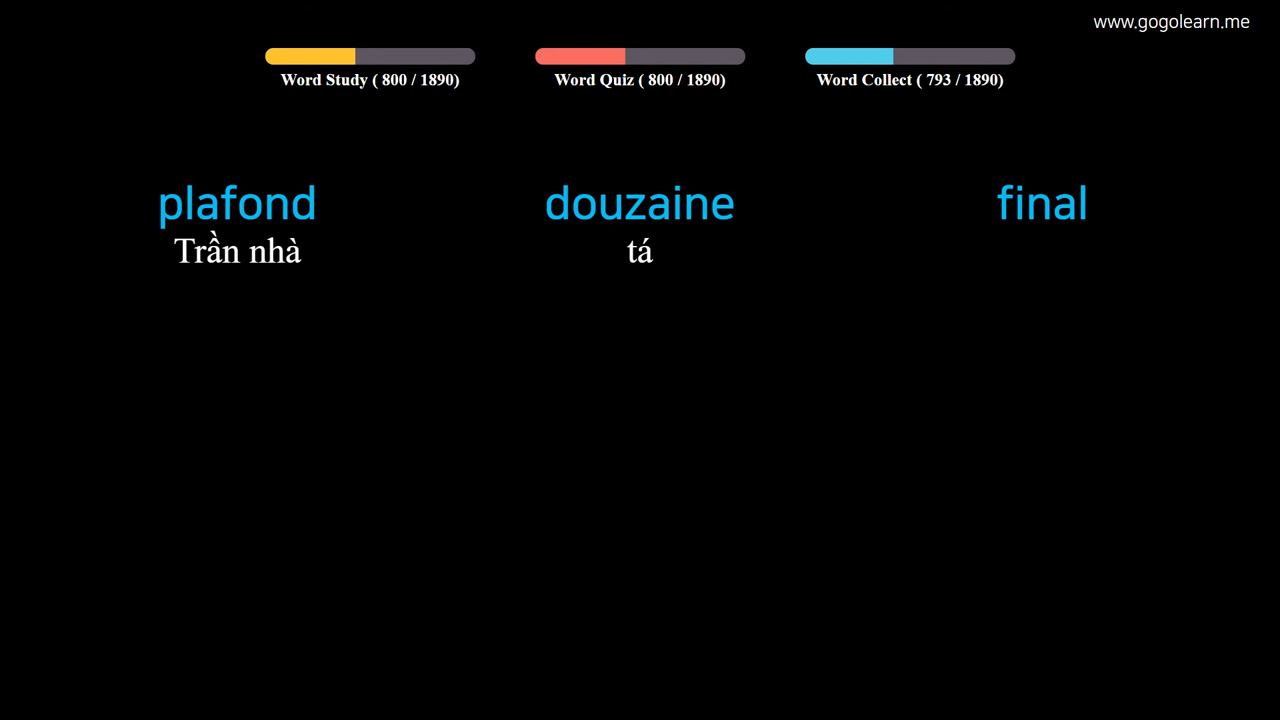 www.gogolearn.me
Word Study ( 800 / 1890)
Word Quiz ( 800 / 1890)
Word Collect ( 793 / 1890)
plafond
Trần nhà
douzaine
tá
final